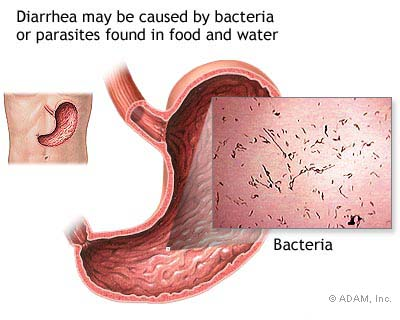 Diarrhea may be caused by bacteria
or parasites found in food and water
Bacteria
© ADAM, Inc.